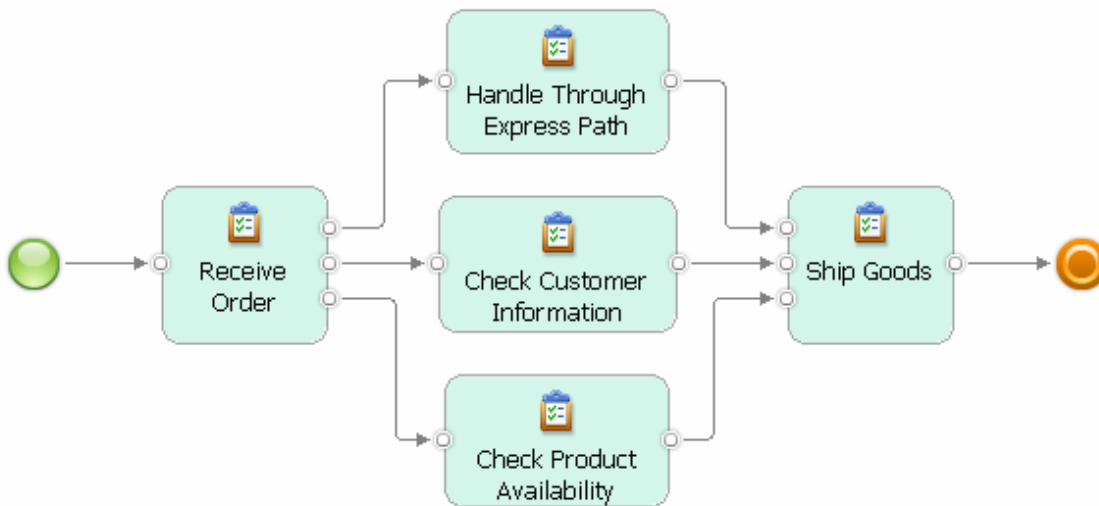 Handle Through
Express Path
Receive
Order
Check Customer
Information
Ship Goods
Check Product
Availability